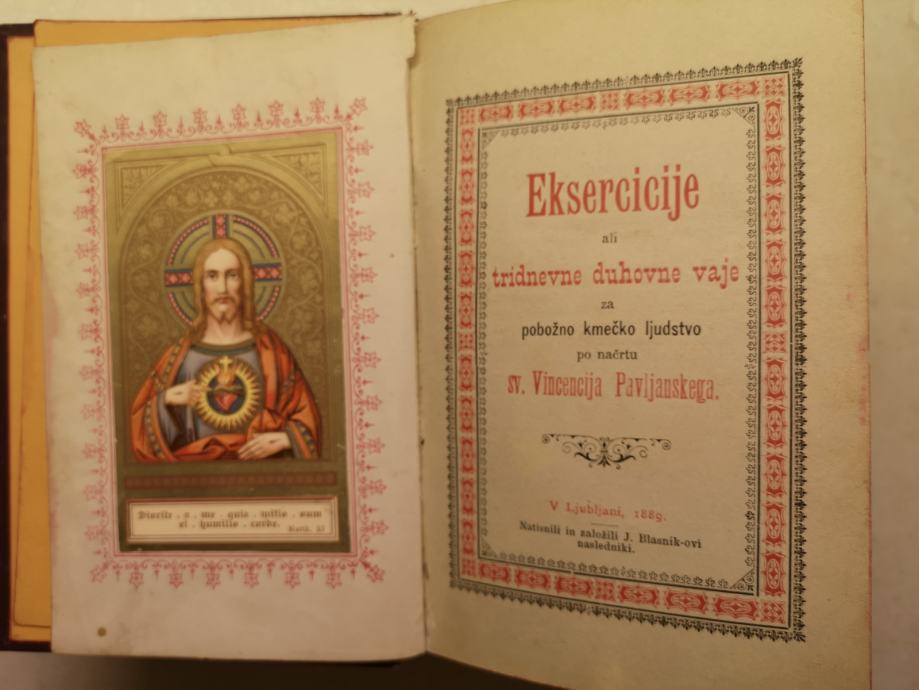 Discite . a . me . quia . mitis . sum
et . humilis . corde. Matth. 
Eksercicije
ali
tridnevne duhovne vaje
za
pobožno kmečko ljudstvo
po načrtu
sv. Vincencija Pavljanskega.
V Ljubljani, 1889.
Natisnili in založili J. Blasnik-ovi
nasledniki.